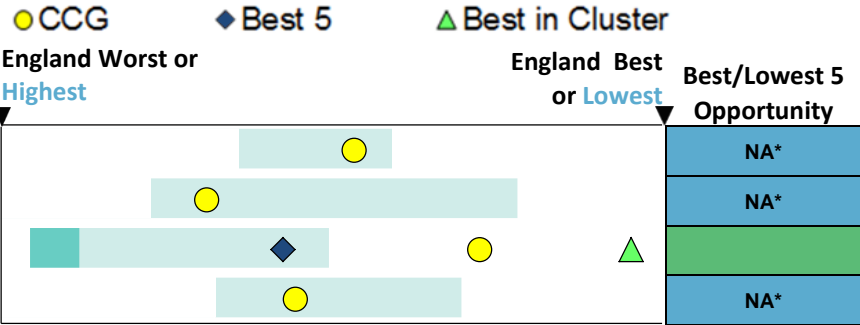 CCG Best 5 Best in Cluster
England Worst or
Highest
England Best
or Lowest
Best/Lowest 5
Opportunity
NA*
NA*
NA*